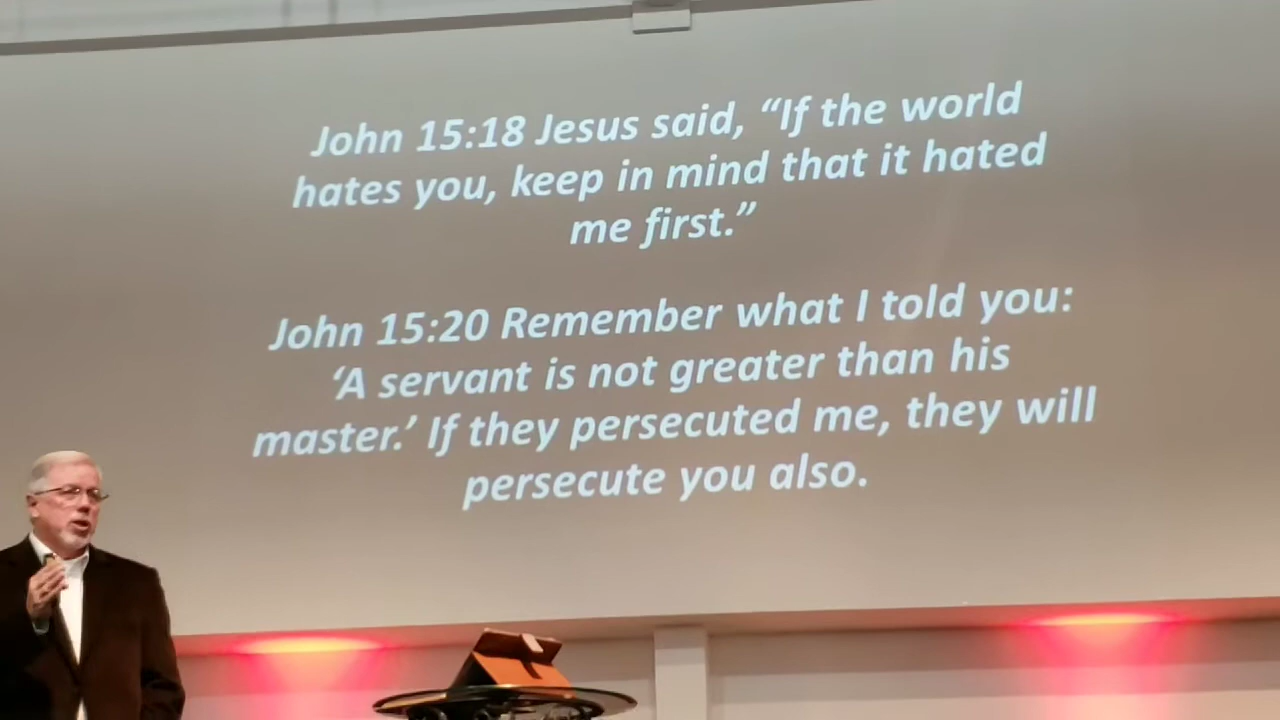 John 15:18 Jesus said, “If the world
hates you, keep in mind that it hated
me first.”
John 15:20 Remember what I told you:
‘A servant is not greater than his
master.’ If they persecuted me, they will
persecute you also.